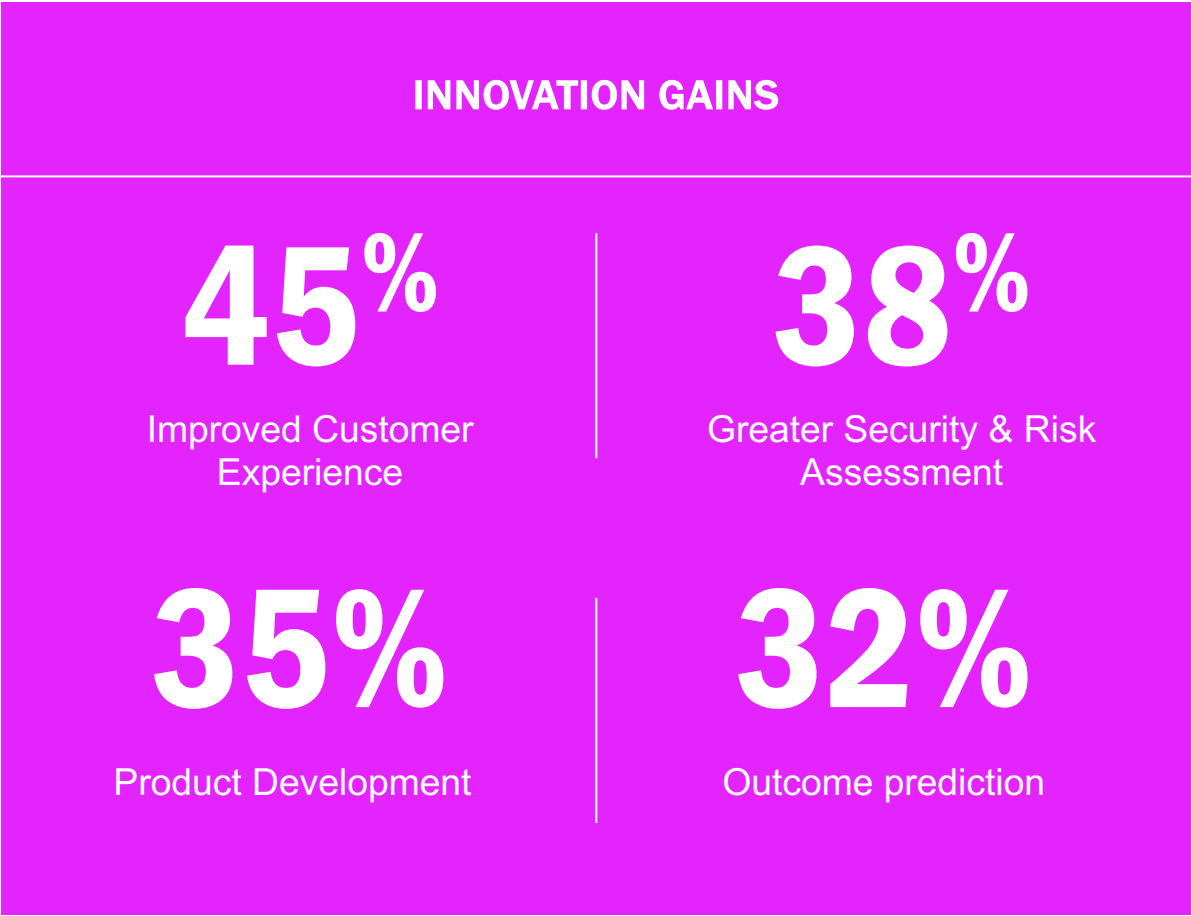 INNOVATION GAINS
45%
Improved Customer
Experience
38%
Greater Security & Risk
Assessment
35%
Product Development
32%
Outcome prediction